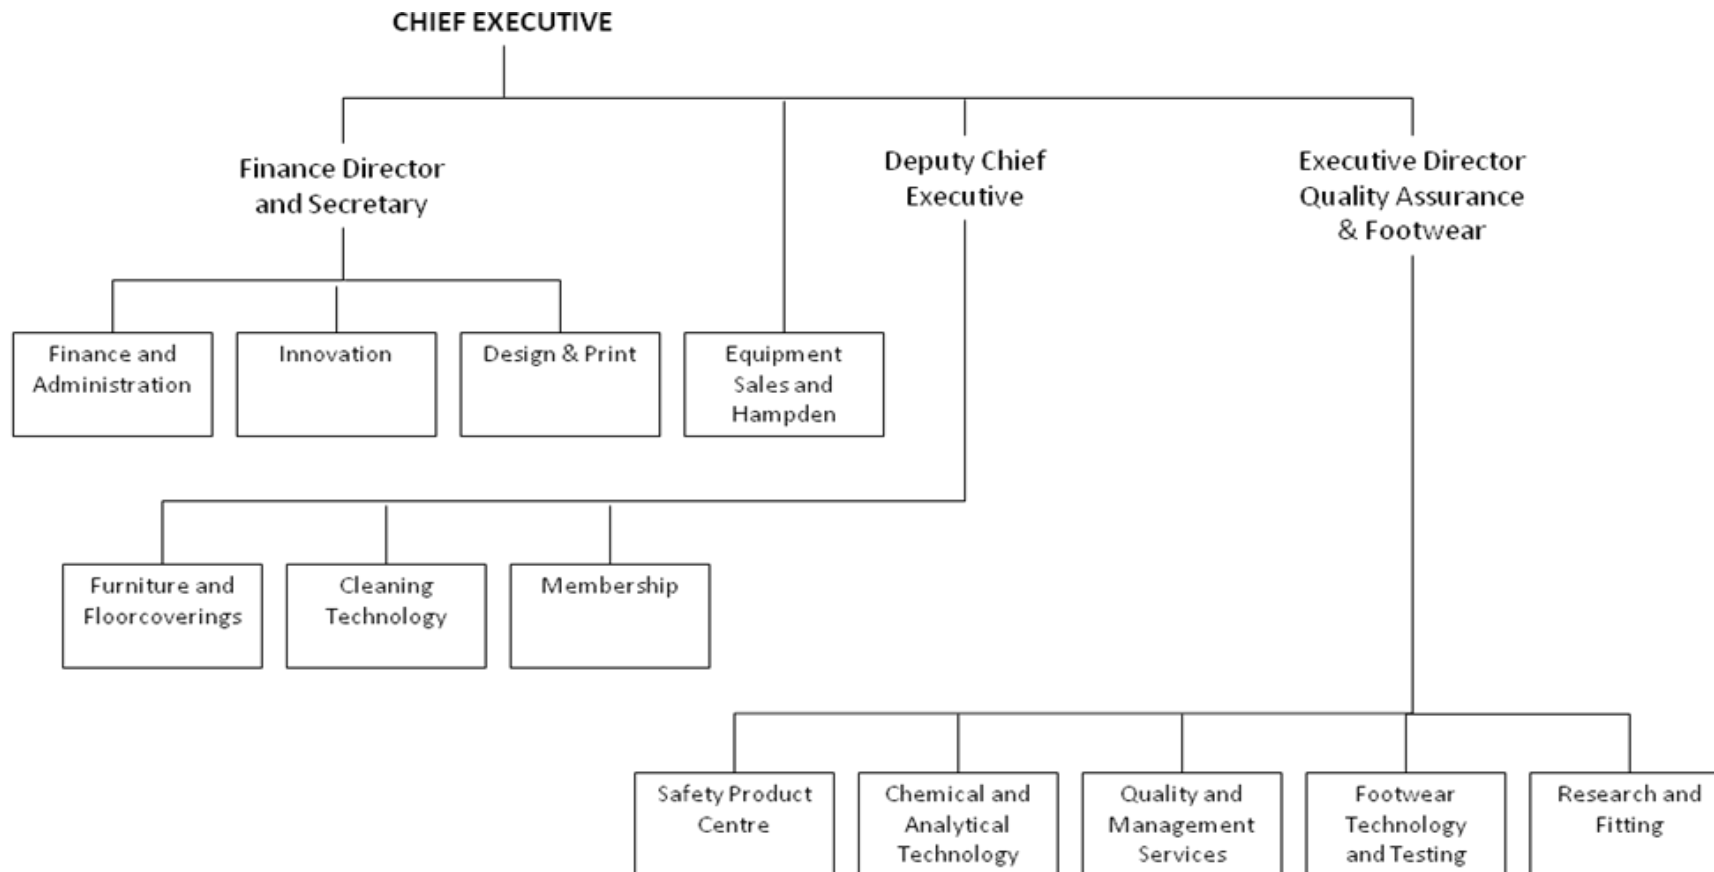 CHIEF EXECUTIVE
Finance Director
and Secretary
Deputy Chief
Executive
Executive Director
Quality Assurance
& Footwear
Finance and
Administration
Innovation
Design & Print
Equipment
Sales and
Hampden
Furniture and
Floorcoverings
Cleaning
Technology
Membership
Safety Product
Centre
Chemical and
Analytical
Technology
Quality and
Management
Services
Footwear
Technology
and Testing
Research and
Fitting